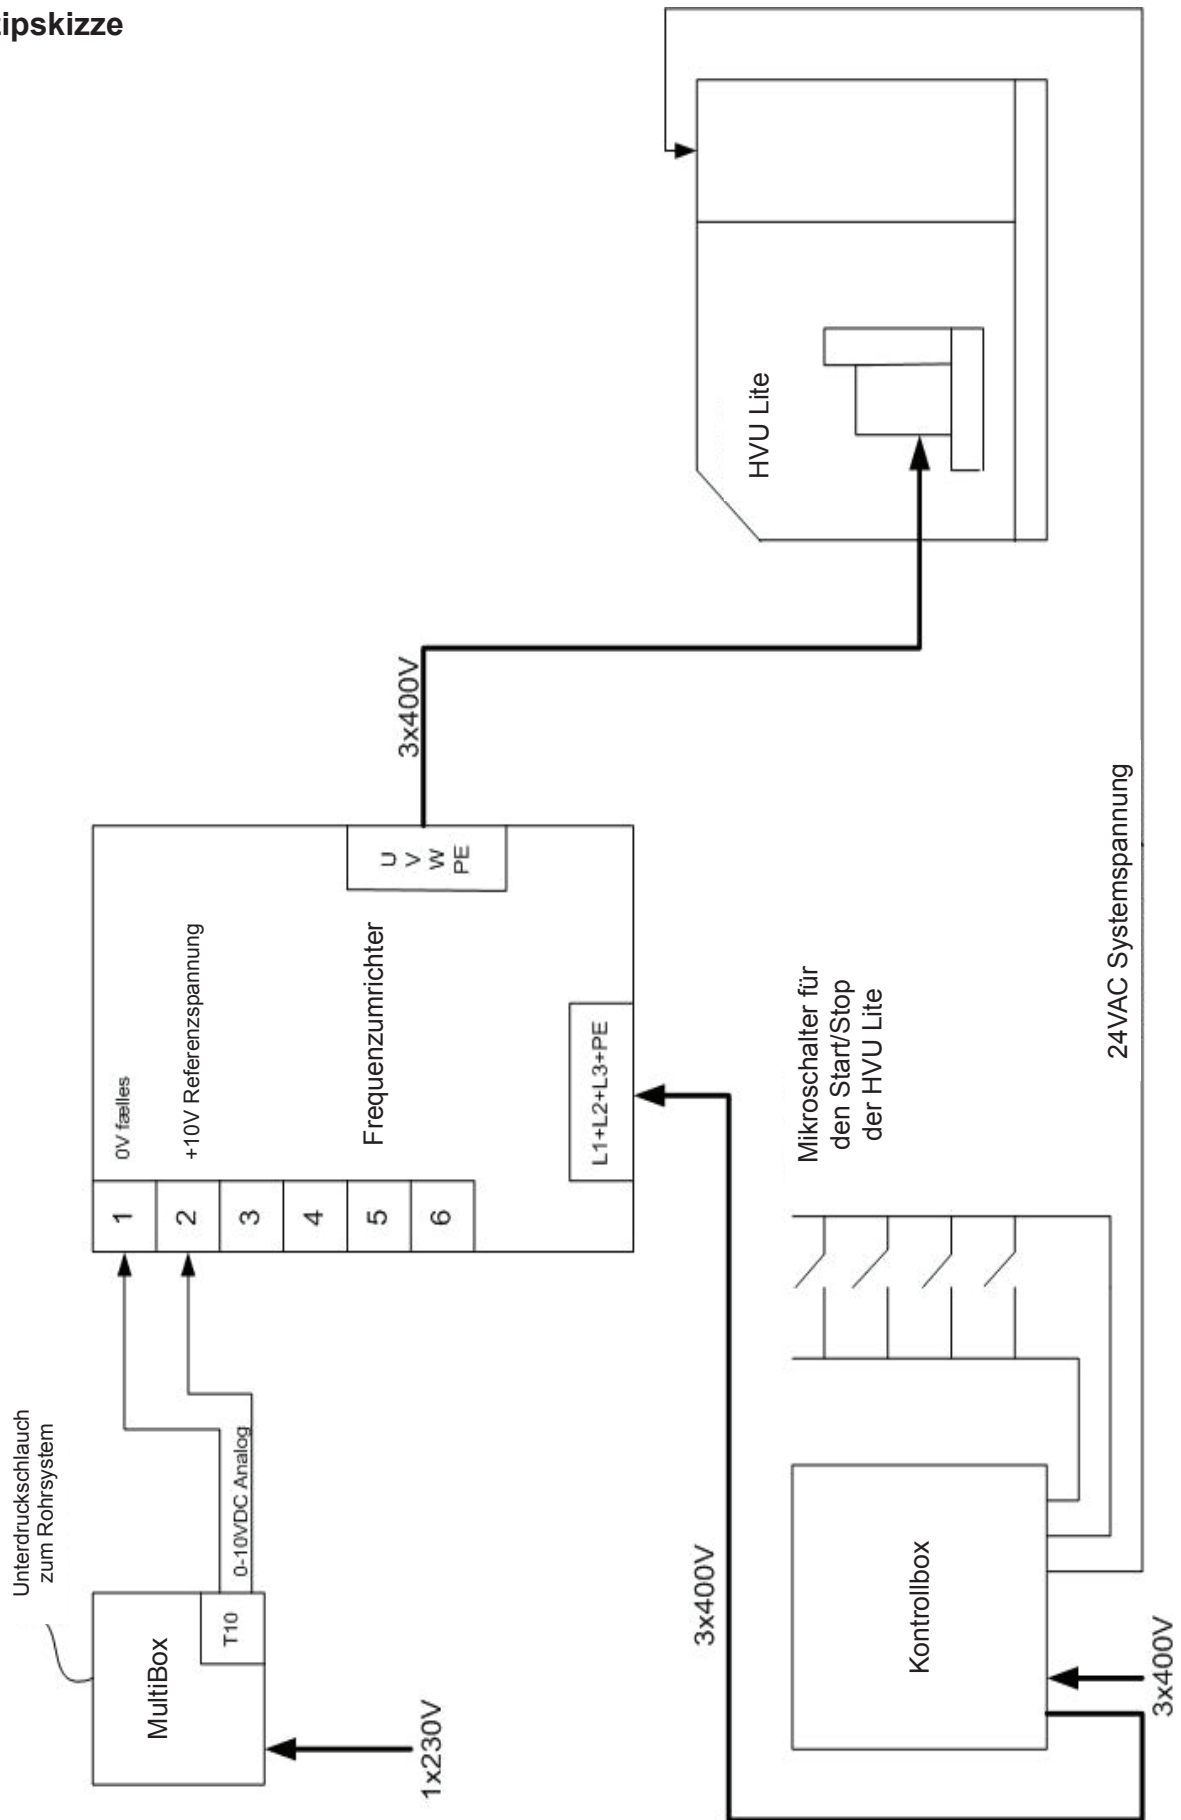 ipskizze
Unterdruckschlauch
zum Rohrsystem
MultiBox
T10
0-10VDC Analog
1x230V
1
2
3
4
5
6
0V fælles
+10V Referenzspannung
Frequenzumrichter
U
V
W
PE
L1+L2+L3+PE
3x400V
HVU Lite
3x400V
Kontrollbox
3x400V
Mikroschalter für
den Start/Stop
der HVU Lite
24VAC Systemspannung